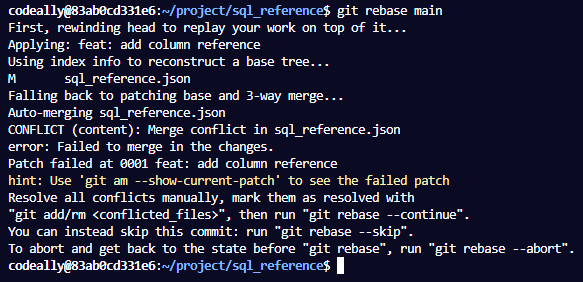 codeally@83ab0cd331e6:~/project/sql_reference$ git rebase main
First, rewinding head to replay your work on top of it...
Applying: feat: add column reference
Using index info to reconstruct a base tree...
M       sql_reference.json
Falling back to patching base and 3-way merge...
Auto-merging sql_reference.json
CONFLICT (content): Merge conflict in sql_reference.json
error: Failed to merge in the changes.
Patch failed at 0001 feat: add column reference
hint: Use 'git am --show-current-patch' to see the failed patch
Resolve all conflicts manually, mark them as resolved with
"git add/rm <conflicted_files>", then run "git rebase --continue".
You can instead skip this commit: run "git rebase --skip".
To abort and get back to the state before "git rebase", run "git rebase --abort".
codeally@83ab0cd331e6:~/project/sql_reference$